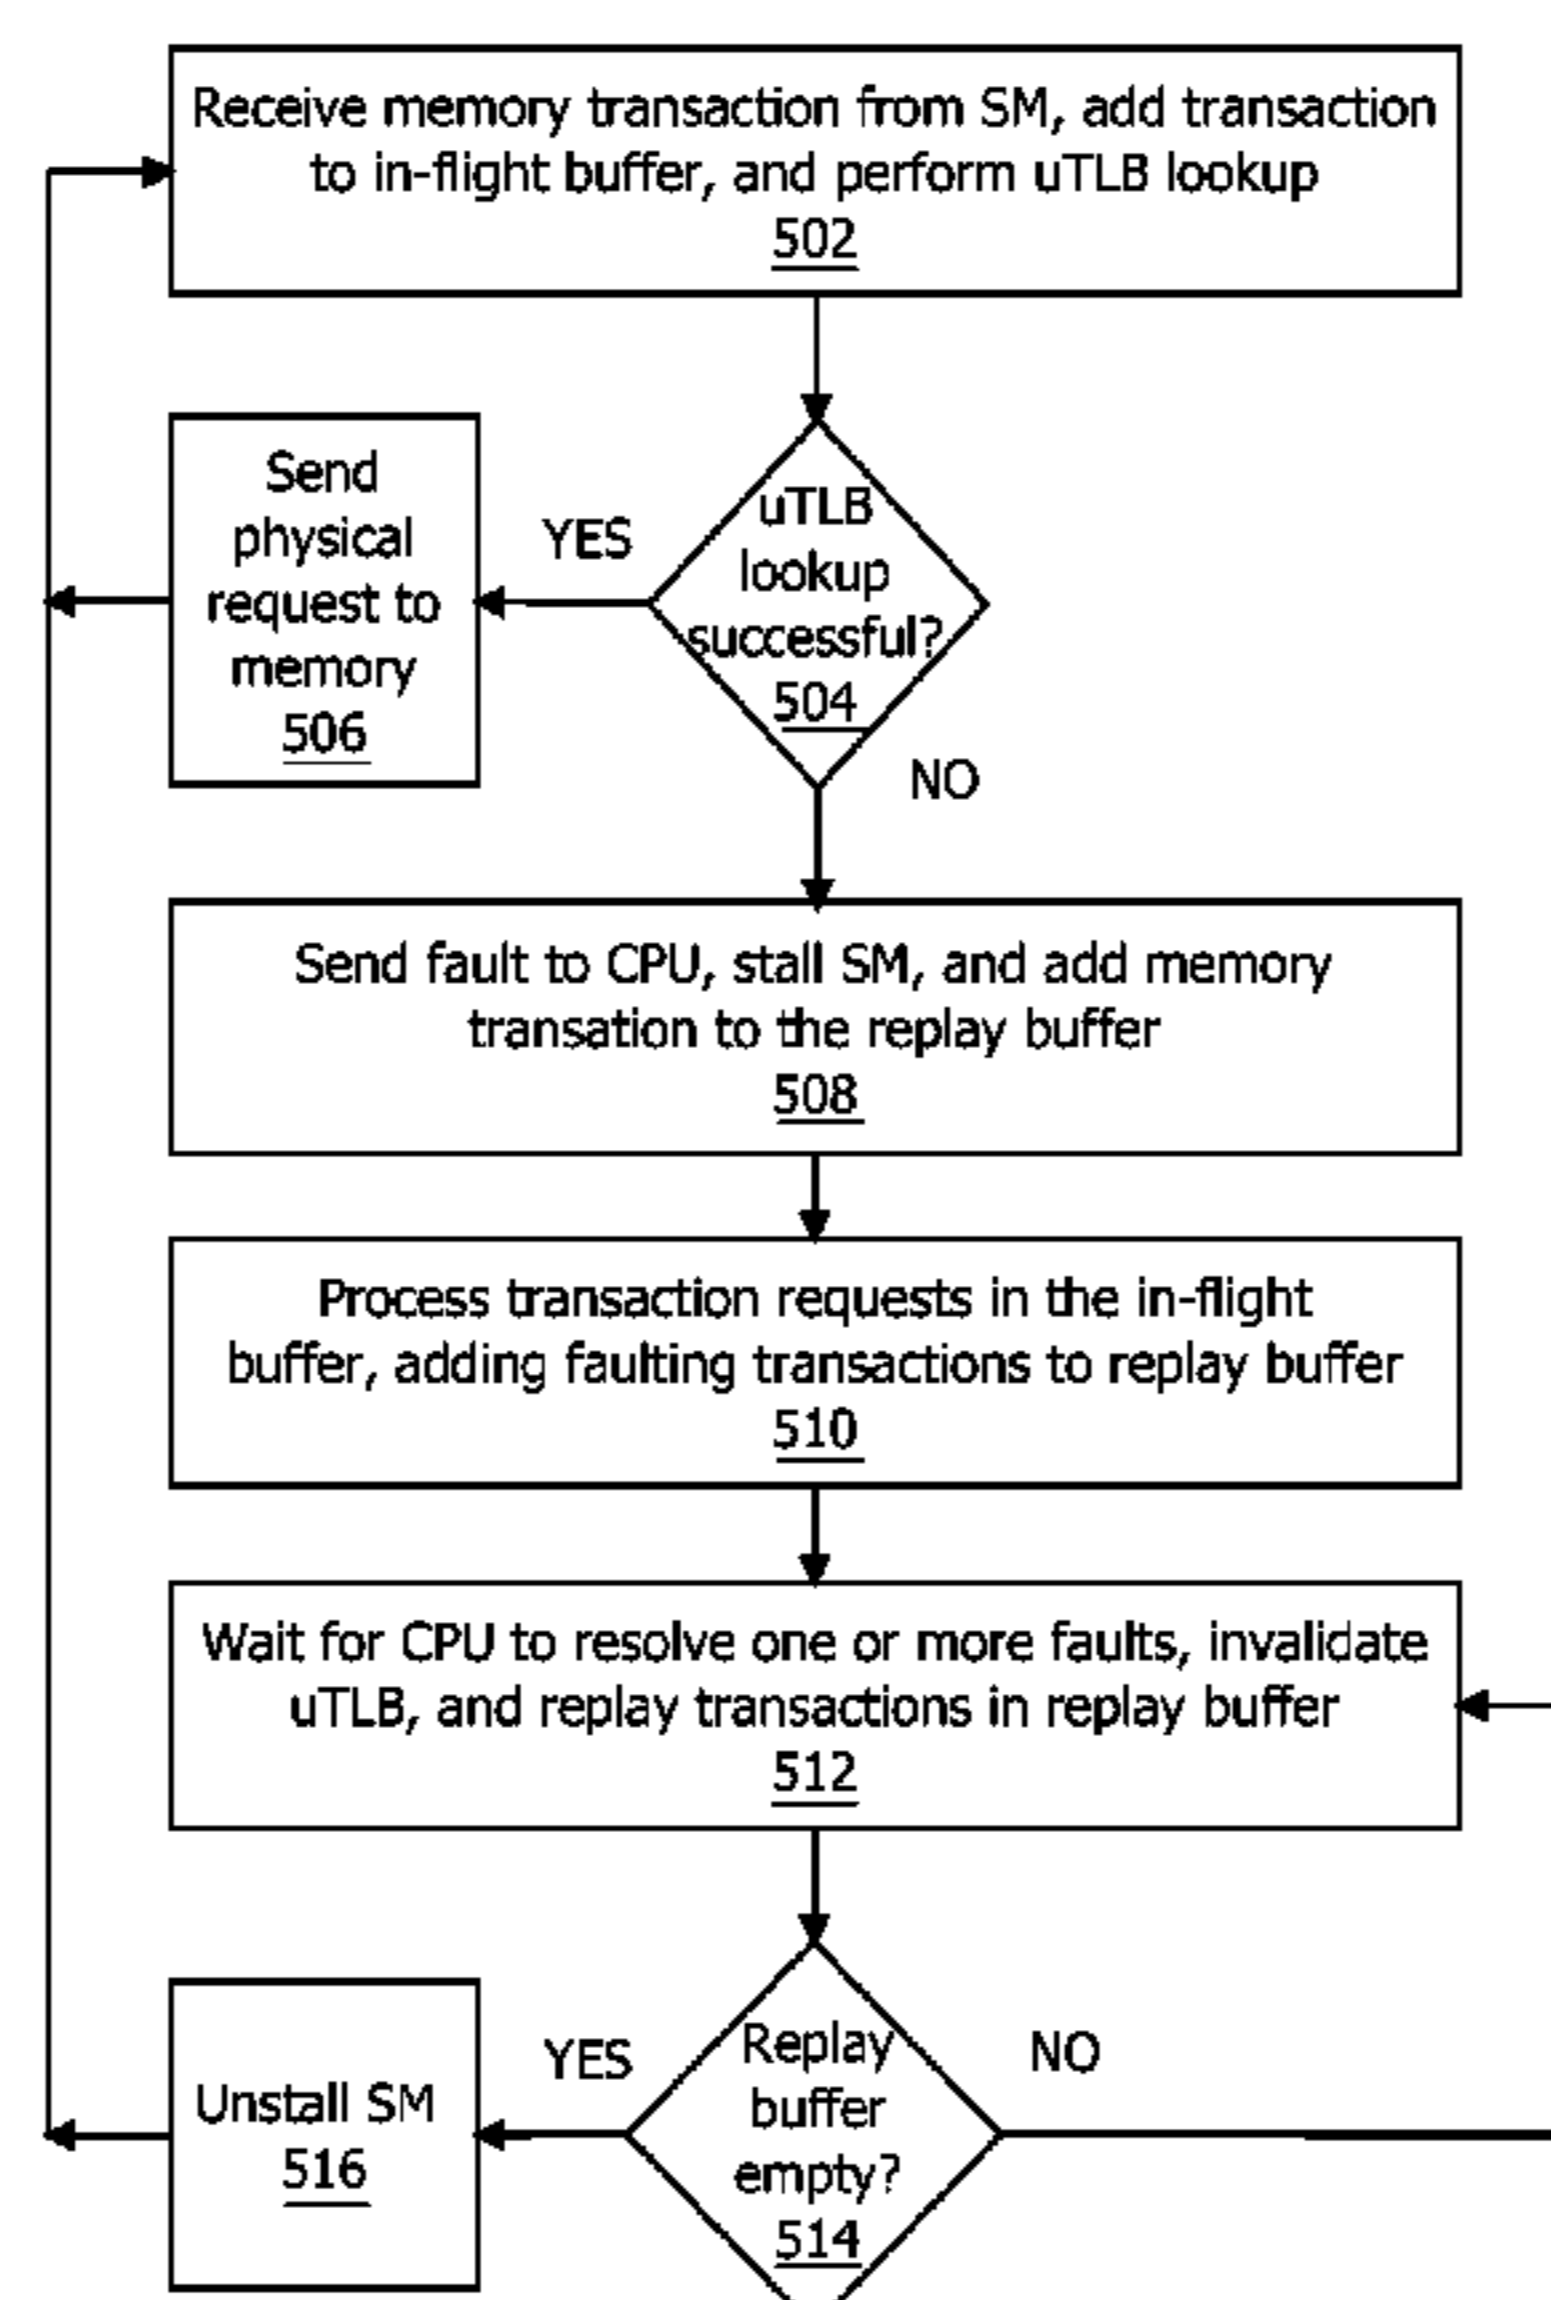 Receive memory transaction from SM, add transaction
to in-flight buffer, and perform uTLB lookup
502
Send
physical
request to
memory
506
YES
uTLB
lookup
successful?
504
NO
Send fault to CPU, stall SM, and add memory
transation to the replay buffer
508
Process transaction requests in the in-flight
buffer, adding faulting transactions to replay buffer
510
Wait for CPU to resolve one or more faults, invalidate
uTLB, and replay transactions in replay buffer
512
Unstall SM
516
YES
Replay
buffer
empty?
514
NO